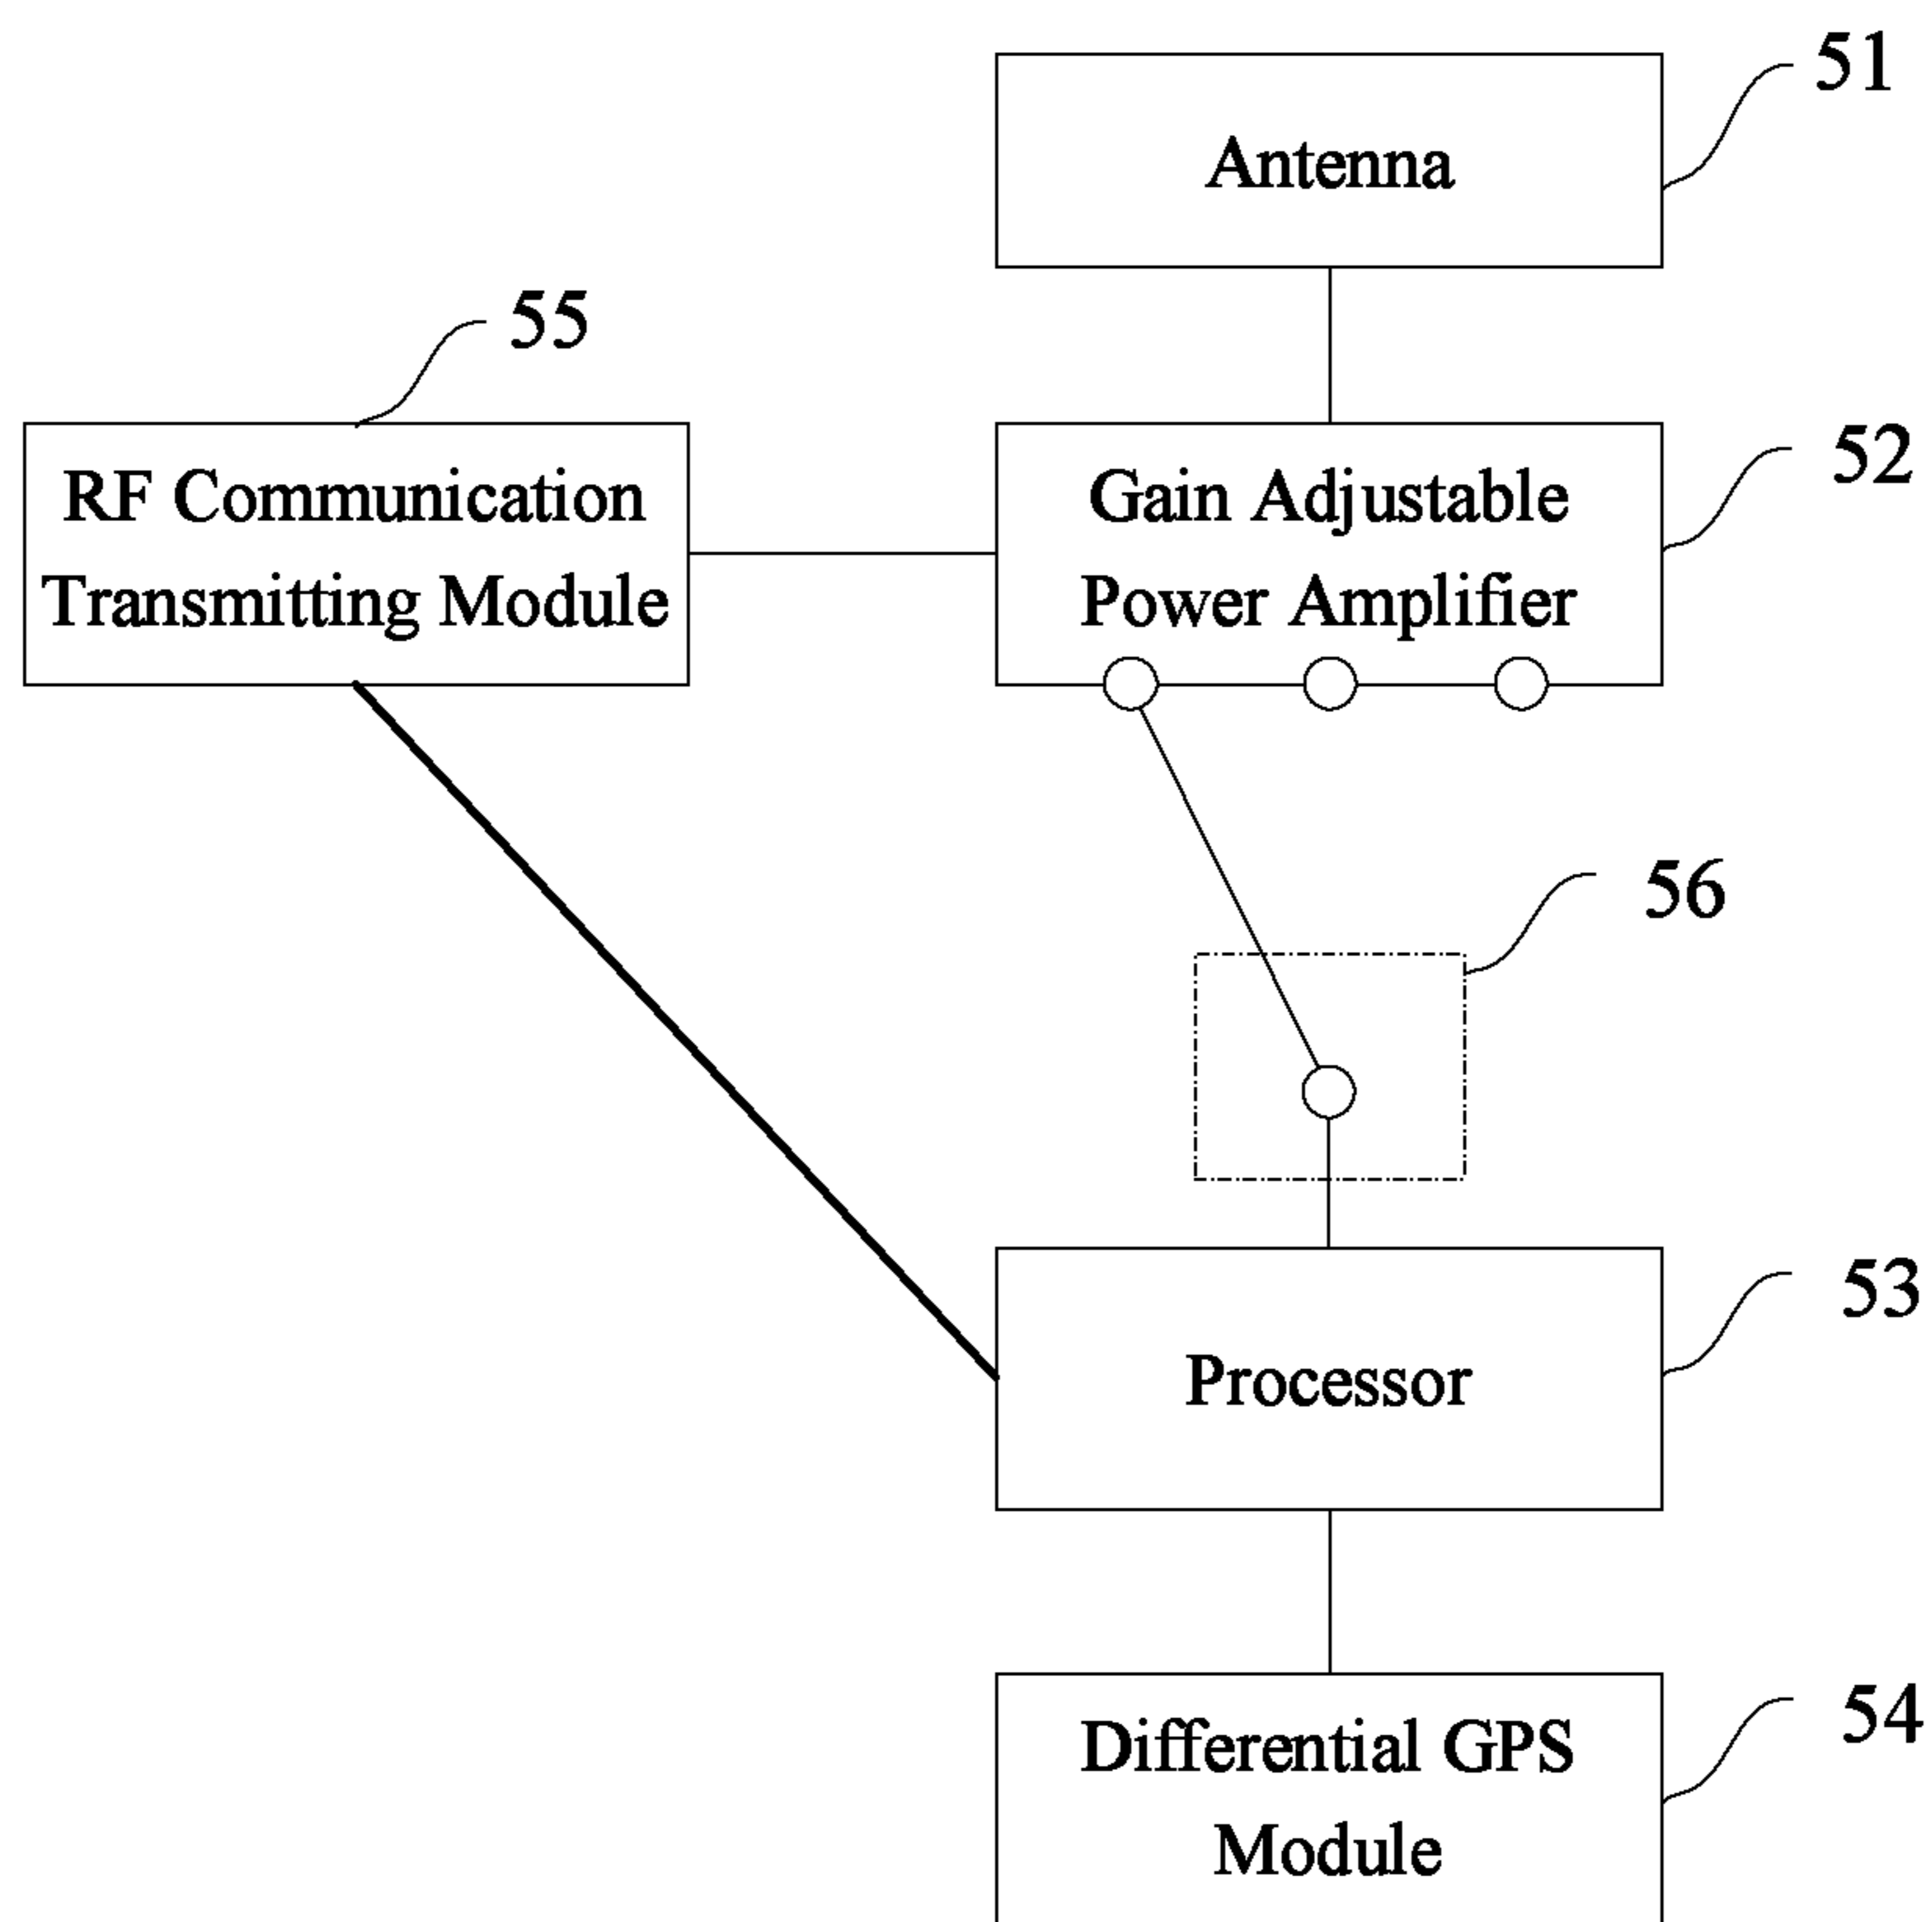 51
Antenna
55
RF Communication
Transmitting Module
52
Gain Adjustable
Power Amplifier
56
53
Processor
54
Differential GPS
Module